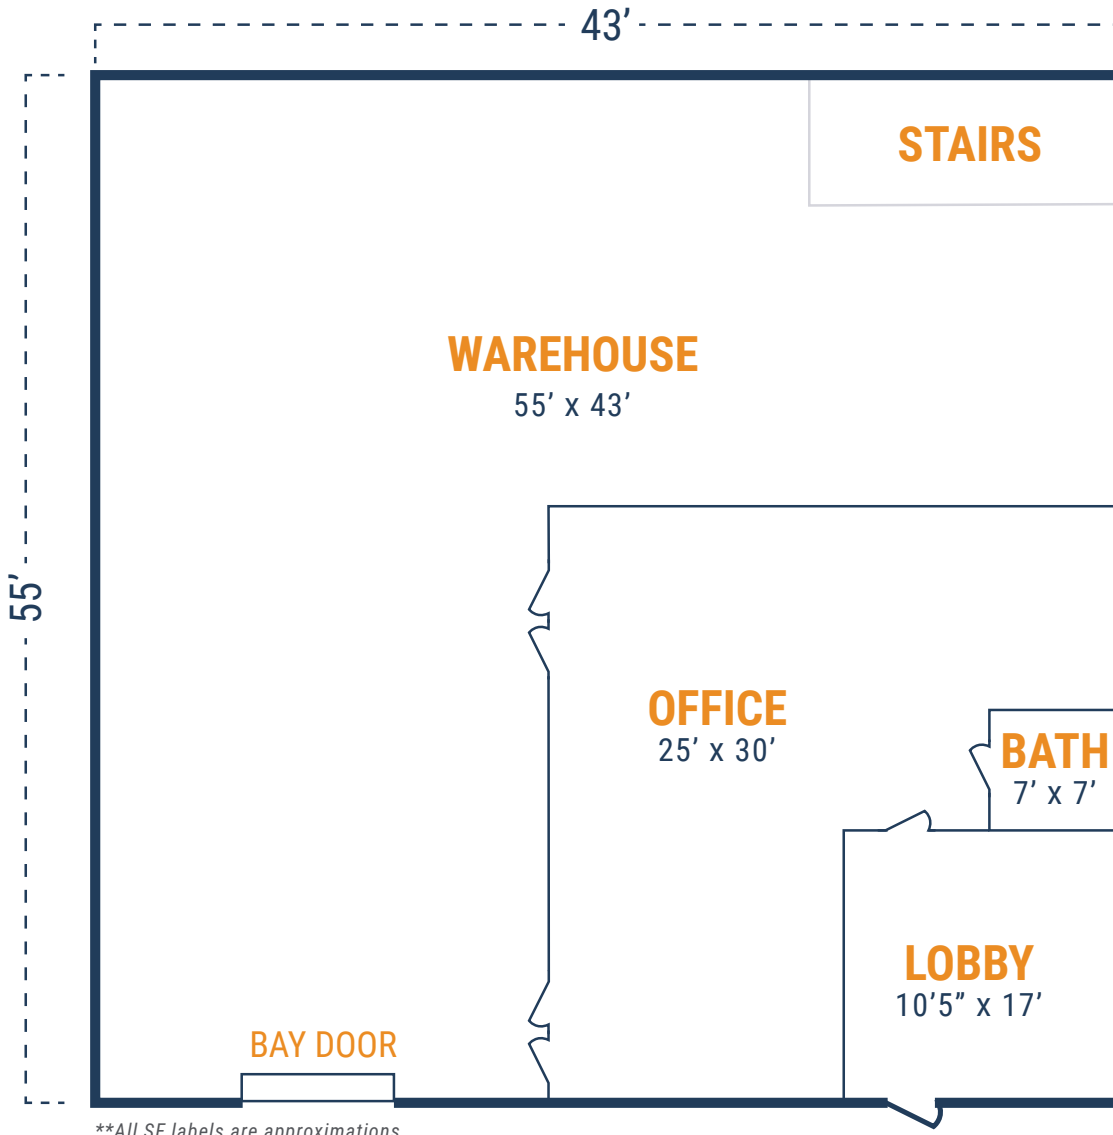 43’
STAIRS
WAREHOUSE
55’ x 43’
55’
OFFICE
25’ x 30’
BATH
7’ x 7’
LOBBY
10’5” x 17’
BAY DOOR
**All SF labels are approximations